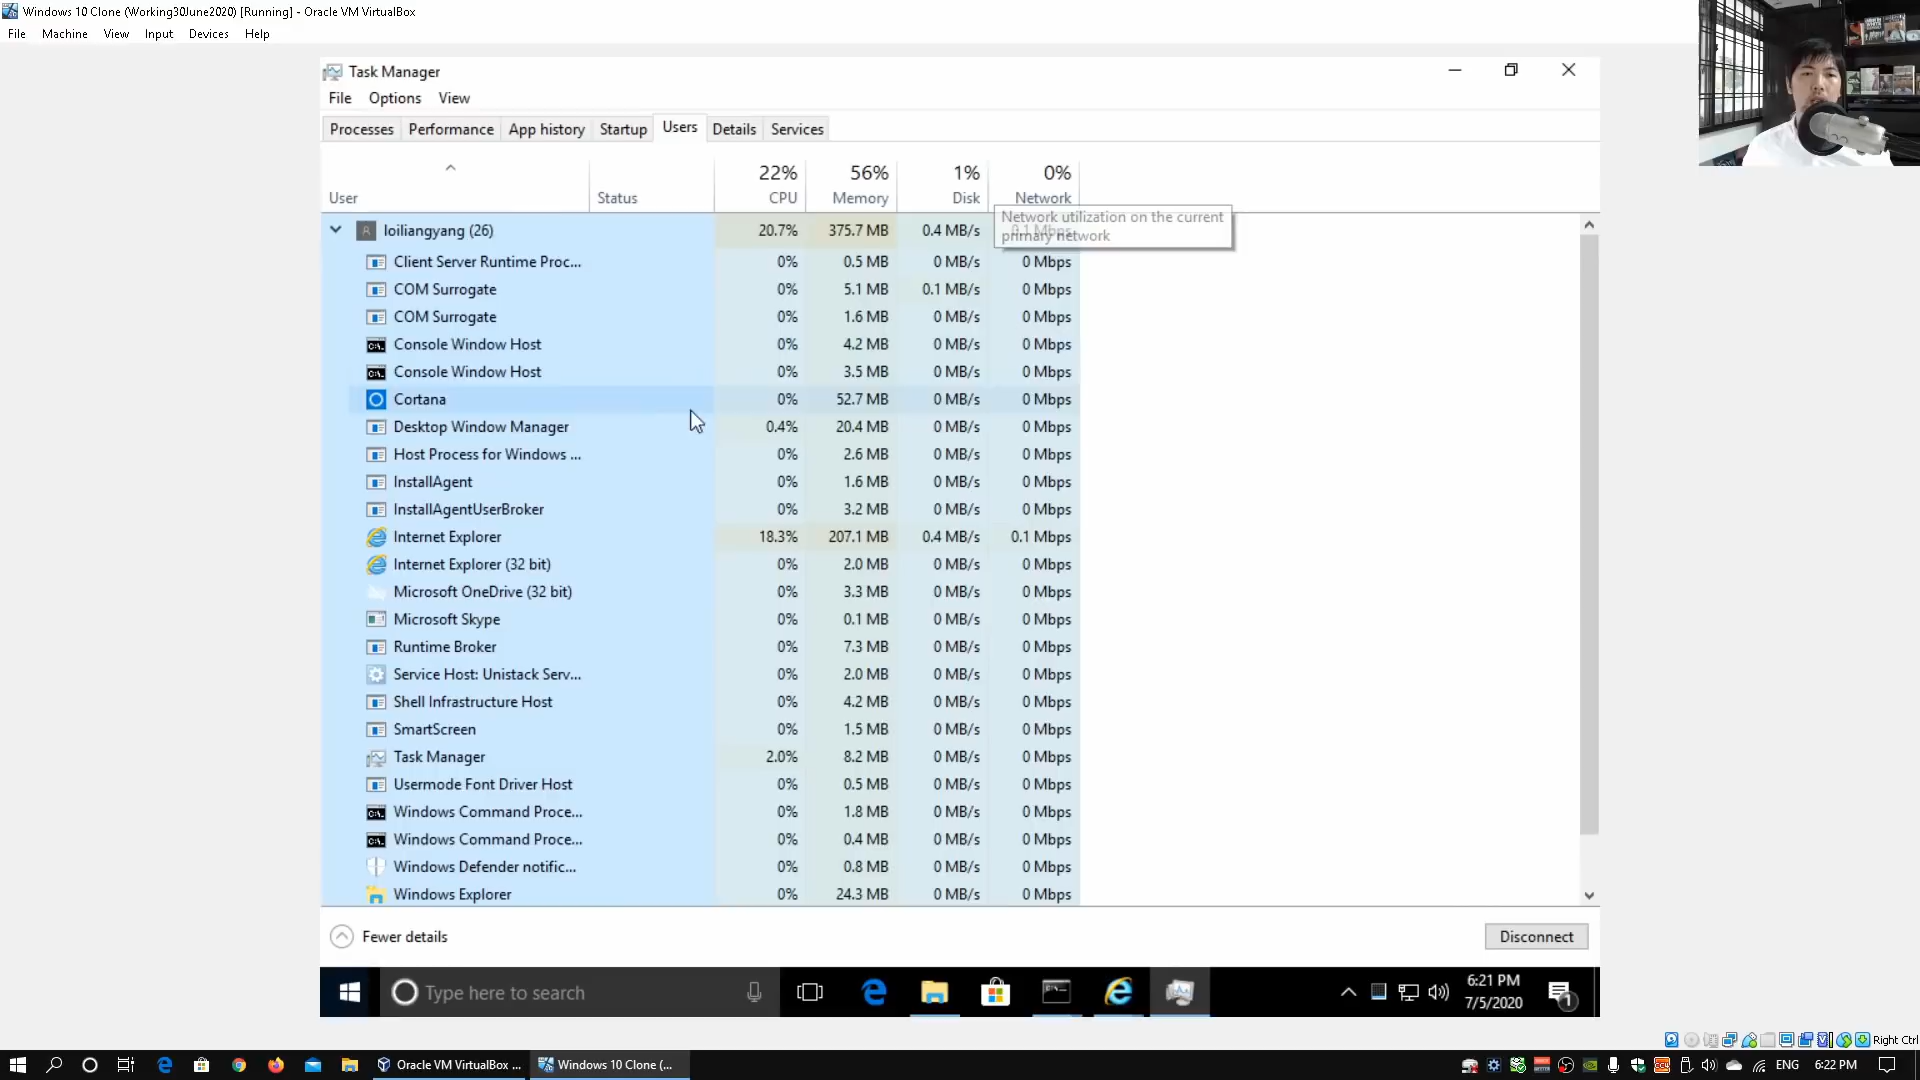 Windows 10 Clone (Working30June2020) [Running] - Oracle VM VirtualBox
File Machine View Input Devices Help
Task Manager
File Options View
Processes Performance App history Startup Users Details Services
22% 56% 1% 0%
User Status CPU Memory Disk Network
Network utilization on the current
primary network
loiliangyang (26) 20.7% 375.7 MB 0.4 MB/s 0.1 Mbps
Client Server Runtime Proc... 0% 0.5 MB 0 MB/s 0 Mbps
COM Surrogate 0% 5.1 MB 0.1 MB/s 0 Mbps
COM Surrogate 0% 1.6 MB 0 MB/s 0 Mbps
Console Window Host 0% 4.2 MB 0 MB/s 0 Mbps
Console Window Host 0% 3.5 MB 0 MB/s 0 Mbps
Cortana 0% 52.7 MB 0 MB/s 0 Mbps
Desktop Window Manager 0.4% 20.4 MB 0 MB/s 0 Mbps
Host Process for Windows ... 0% 2.6 MB 0 MB/s 0 Mbps
InstallAgent 0% 1.6 MB 0 MB/s 0 Mbps
InstallAgentUserBroker 0% 3.2 MB 0 MB/s 0 Mbps
Internet Explorer 18.3% 207.1 MB 0.4 MB/s 0.1 Mbps
Internet Explorer (32 bit) 0% 2.0 MB 0 MB/s 0 Mbps
Microsoft OneDrive (32 bit) 0% 3.3 MB 0 MB/s 0 Mbps
Microsoft Skype 0% 0.1 MB 0 MB/s 0 Mbps
Runtime Broker 0% 7.3 MB 0 MB/s 0 Mbps
Service Host: Unistack Serv... 0% 2.0 MB 0 MB/s 0 Mbps
Shell Infrastructure Host 0% 4.2 MB 0 MB/s 0 Mbps
SmartScreen 0% 1.5 MB 0 MB/s 0 Mbps
Task Manager 2.0% 8.2 MB 0 MB/s 0 Mbps
Usermode Font Driver Host 0% 0.5 MB 0 MB/s 0 Mbps
Windows Command Proce... 0% 1.8 MB 0 MB/s 0 Mbps
Windows Command Proce... 0% 0.4 MB 0 MB/s 0 Mbps
Windows Defender notific... 0% 0.8 MB 0 MB/s 0 Mbps
Windows Explorer 0% 24.3 MB 0 MB/s 0 Mbps
Fewer details Disconnect
Type here to search 6:21 PM
7/5/2020 1
Right Ctrl
Oracle VM VirtualBox ... Windows 10 Clone (... ENG 6:22 PM